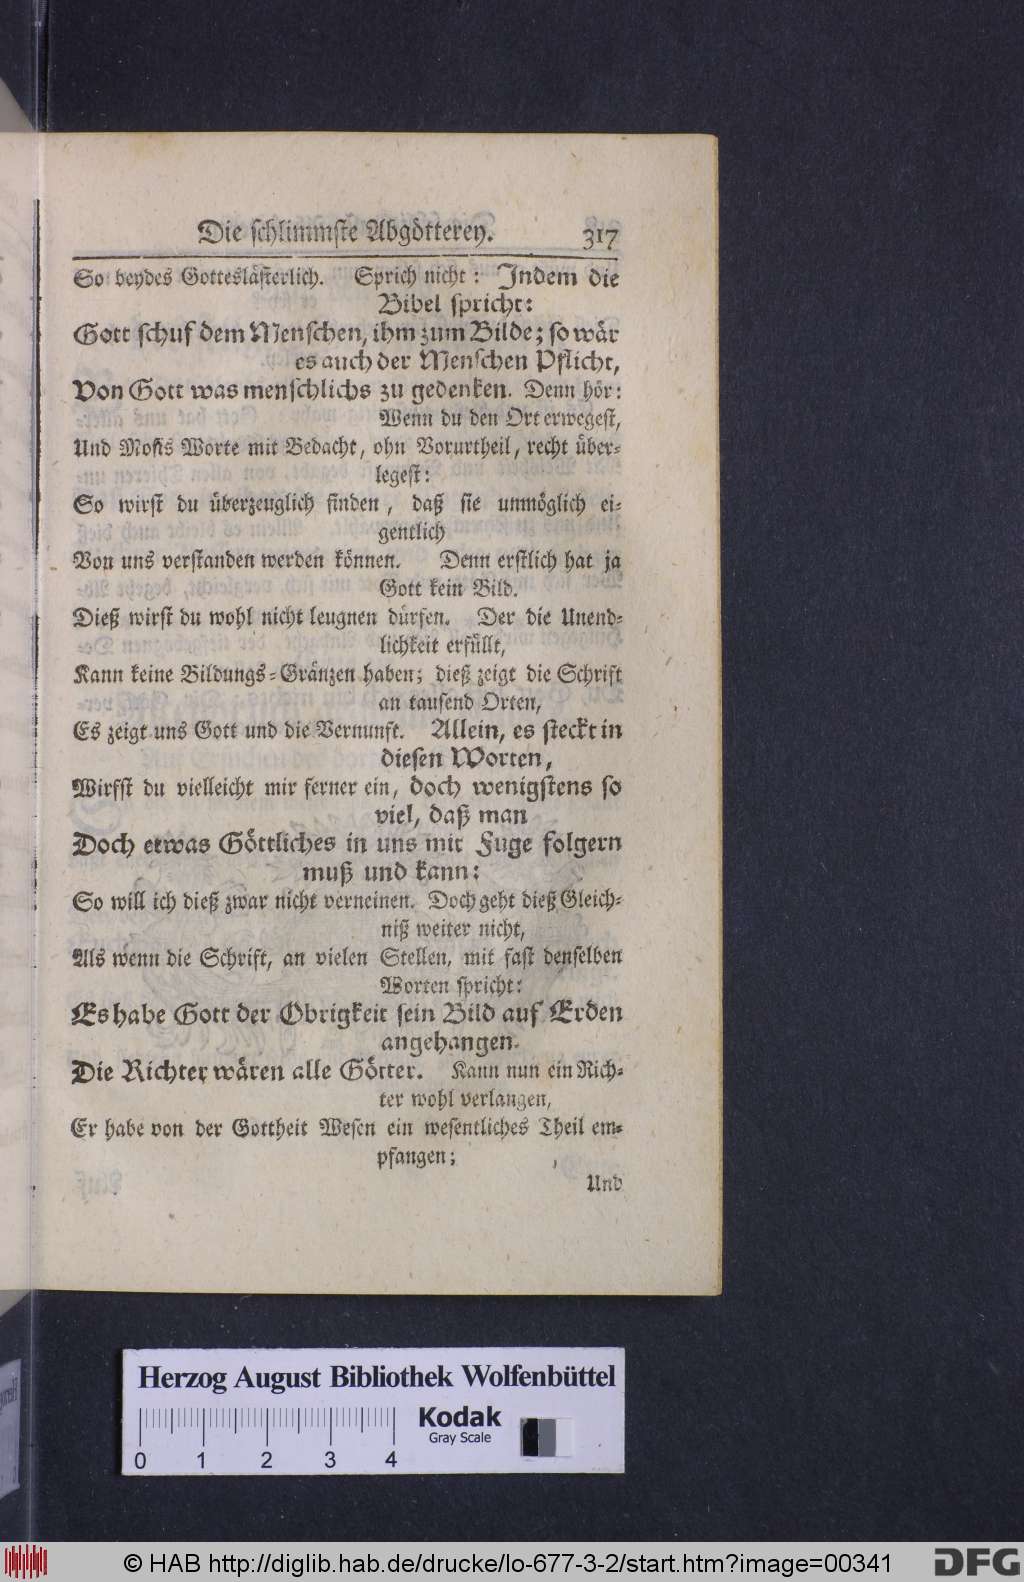 Die schlimmste Abgötterey. 317
So beydes Gotteslästerlich. Sprich nicht: Indem die
Bibel spricht:
Gott schuf dem Menschen, ihm zum Bilde; so wär
es auch der Menschen Pflicht,
Von Gott was menschlichs zu gedenken. Denn hör:
Wenn du den Ort erwegest,
Und Mosis Worte mit Bedacht, ohn Vorurtheil, recht über-
legest:
So wirst du überzeuglich finden, daß sie unmöglich ei-
gentlich
Von uns verstanden werden können. Denn erstlich hat ja
Gott kein Bild.
Dieß wirst du wohl nicht leugnen dürfen. Der die Unend-
lichkeit erfüllt,
Kann keine Bildungs-Gränzen haben; dieß zeigt die Schrift
an tausend Orten,
Es zeigt uns Gott und die Vernunft. Allein, es steckt in
diesen Worten,
Wirfst du vielleicht mir ferner ein, doch wenigstens so
viel, daß man
Doch etwas Göttliches in uns mit Fuge folgern
muß und kann:
So will ich dieß zwar nicht verneinen. Doch geht dieß Gleich-
niß weiter nicht,
Als wenn die Schrift, an vielen Stellen, mit fast denselben
Worten spricht:
Es habe Gott der Obrigkeit sein Bild auf Erden
angehangen.
Die Richter wären alle Götter. Kann nun ein Rich-
ter wohl verlangen,
Er habe von der Gottheit Wesen ein wesentliches Theil em-
pfangen;
Und
Herzog August Bibliothek Wolfenbüttel
Kodak
Gray Scale
0 1 2 3 4
© HAB http://diglib.hab.de/drucke/lo-677-3-2/start.htm?image=00341
DFG